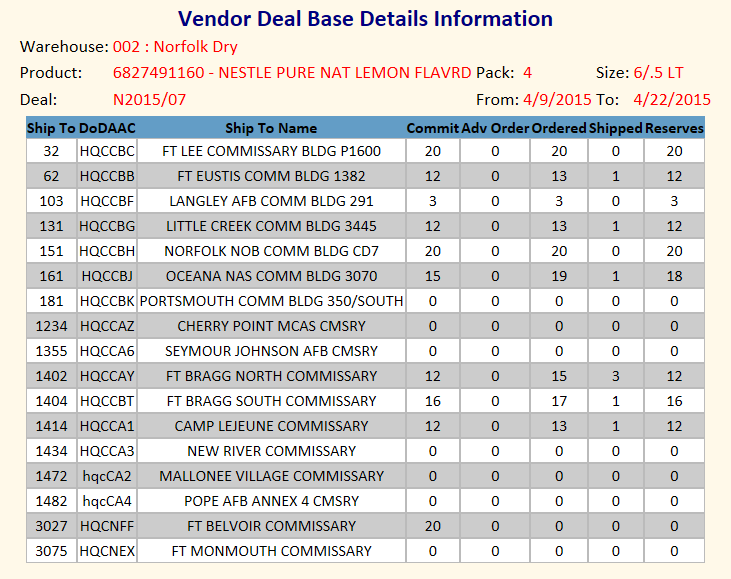 Vendor Deal Base Details Information
Warehouse: 002 : Norfolk Dry
Product: 6827491160 - NESTLE PURE NAT LEMON FLAVRD Pack: 4 Size: 6/.5 LT
Deal: N2015/07 From: 4/9/2015 To: 4/22/2015
Ship To DoDAAC Ship To Name Commit Adv Order Ordered Shipped Reserves
32 HQCCBC FT LEE COMMISSARY BLDG P1600 20 0 20 0 20
62 HQCCBB FT EUSTIS COMM BLDG 1382 12 0 13 1 12
103 HQCCBF LANGLEY AFB COMM BLDG 291 3 0 3 0 3
131 HQCCBG LITTLE CREEK COMM BLDG 3445 12 0 13 1 12
151 HQCCBH NORFOLK NOB COMM BLDG CD7 20 0 20 0 20
161 HQCCBJ OCEANA NAS COMM BLDG 3070 15 0 19 1 18
181 HQCCBK PORTSMOUTH COMM BLDG 350/SOUTH 0 0 0 0 0
1234 HQCCAZ CHERRY POINT MCAS CMSRY 0 0 0 0 0
1355 HQCCA6 SEYMOUR JOHNSON AFB CMSRY 0 0 0 0 0
1402 HQCCAY FT BRAGG NORTH COMMISSARY 12 0 15 3 12
1404 HQCCBT FT BRAGG SOUTH COMMISSARY 16 0 17 1 16
1414 HQCCA1 CAMP LEJEUNE COMMISSARY 12 0 13 1 12
1434 HQCCA3 NEW RIVER COMMISSARY 0 0 0 0 0
1472 hqcCA2 MALLONEE VILLAGE COMMISSARY 0 0 0 0 0
1482 hqcCA4 POPE AFB ANNEX 4 CMSRY 0 0 0 0 0
3027 HQCNFF FT BELVOIR COMMISSARY 20 0 0 0 0
3075 HQCNEX FT MONMOUTH COMMISSARY 0 0 0 0 0